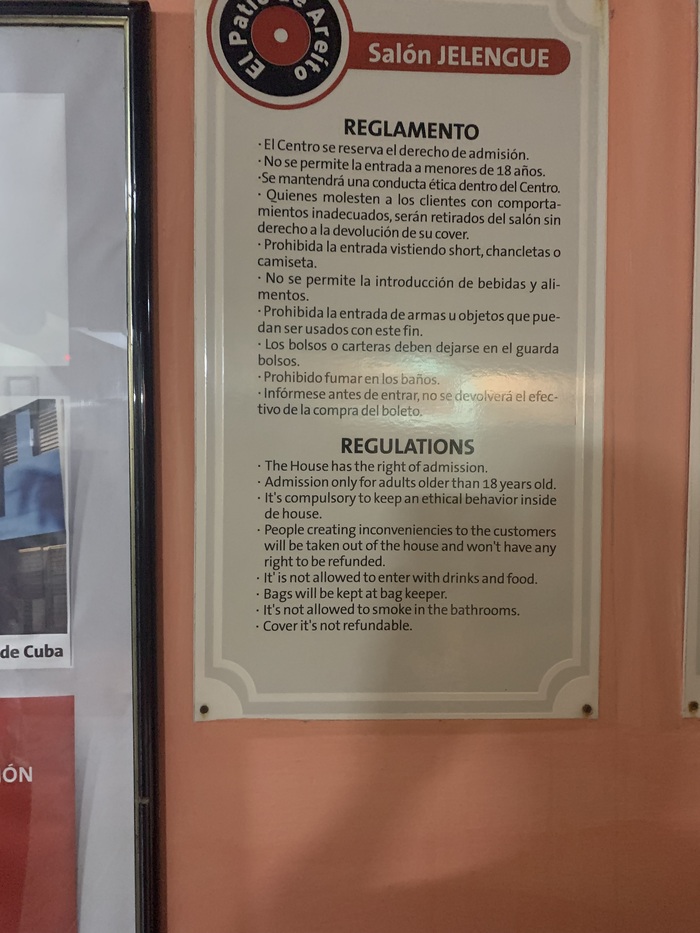 El Patio de Areíto
Salón JELENGUE
REGLAMENTO
· El Centro se reserva el derecho de admisión.
· No se permite la entrada a menores de 18 años.
·Se mantendrá una conducta ética dentro del Centro.
· Quienes molesten a los clientes con comporta-
mientos inadecuados, serán retirados del salón sin
derecho a la devolución de su cover.
· Prohibida la entrada vistiendo short, chancletas o
camiseta.
· No se permite la introducción de bebidas y ali-
mentos.
· Prohibida la entrada de armas u objetos que pue-
dan ser usados con este fin.
· Los bolsos o carteras deben dejarse en el guarda
bolsos.
· Prohibido fumar en los baños.
· Infórmese antes de entrar, no se devolverá el efec-
tivo de la compra del boleto.
REGULATIONS
· The House has the right of admission.
· Admission only for adults older than 18 years old.
· It's compulsory to keep an ethical behavior inside
de house.
· People creating inconveniencies to the customers
will be taken out of the house and won't have any
right to be refunded.
· It' is not allowed to enter with drinks and food.
· Bags will be kept at bag keeper.
· It's not allowed to smoke in the bathrooms.
· Cover it's not refundable.
de Cuba
IÓN